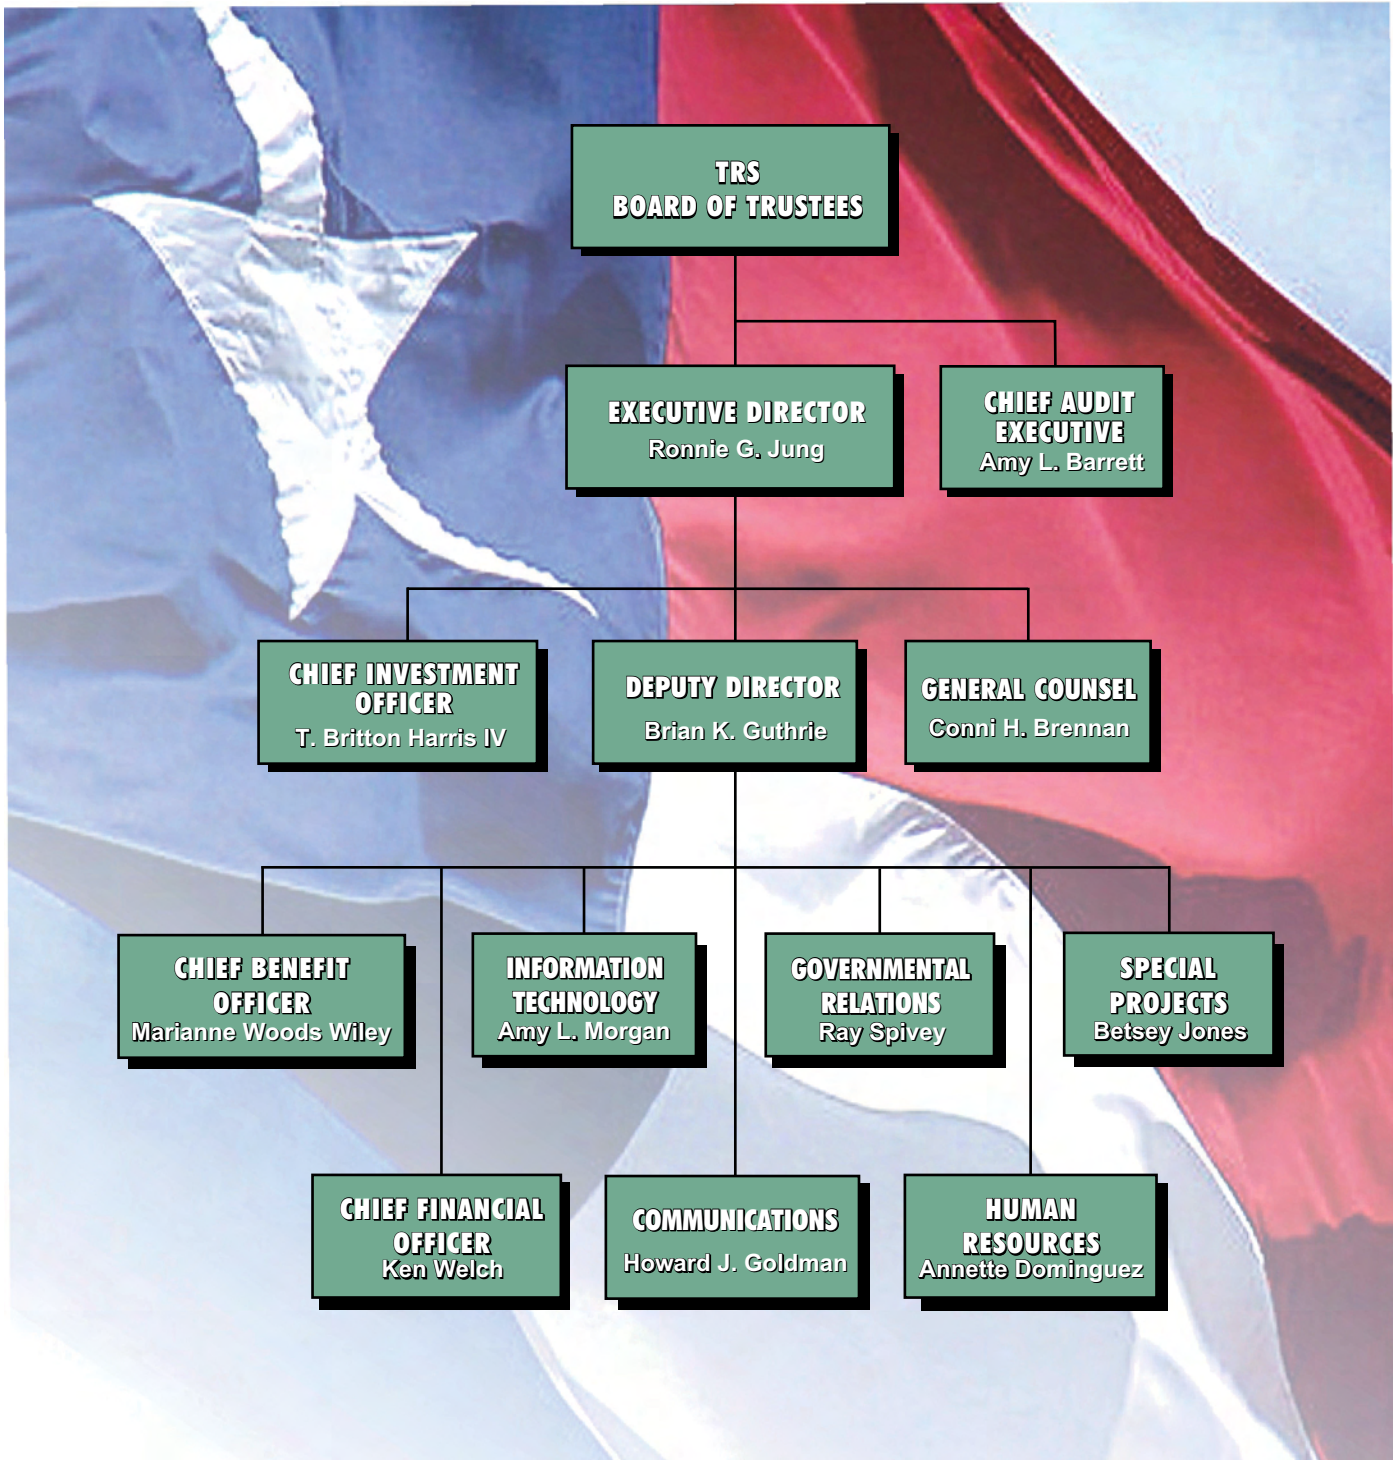 TRS
BOARD OF TRUSTEES
EXECUTIVE DIRECTOR
Ronnie G. Jung
CHIEF AUDIT
EXECUTIVE
Amy L. Barrett
CHIEF INVESTMENT
OFFICER
T. Britton Harris IV
DEPUTY DIRECTOR
Brian K. Guthrie
GENERAL COUNSEL
Conni H. Brennan
CHIEF BENEFIT
OFFICER
Marianne Woods Wiley
INFORMATION
TECHNOLOGY
Amy L. Morgan
GOVERNMENTAL
RELATIONS
Ray Spivey
SPECIAL
PROJECTS
Betsey Jones
CHIEF FINANCIAL
OFFICER
Ken Welch
COMMUNICATIONS
Howard J. Goldman
HUMAN
RESOURCES
Annette Dominguez